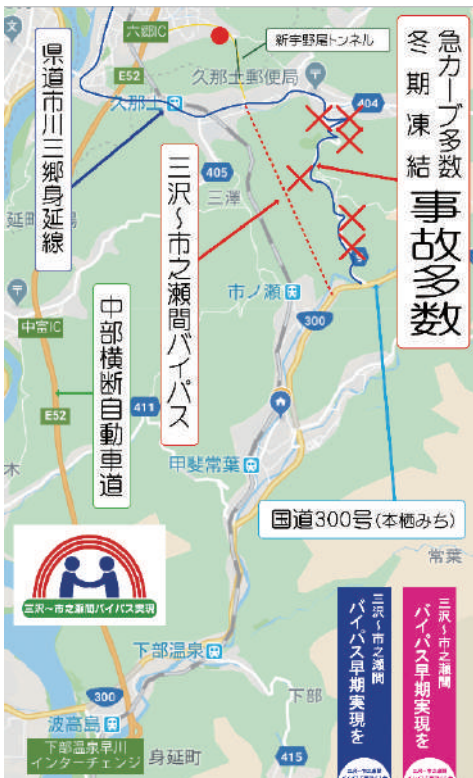 六郷IC
新宇野尾トンネル
久那土郵便局
急カーブ多数
冬期凍結
事故多数
E52
久那土
404
県道市川三郷身延線
405
三澤
三沢～市之瀬間バイパス
市ノ瀬
300
中富IC
中部横断自動車道
E52
411
木
甲斐常葉
国道300号(本栖みち)
常葉
三沢～市之瀬間バイパス実現
三沢～市之瀬間
バイパス早期実現を
三沢～市之瀬間
バイパス早期実現を
下部温泉
下部
300
波高島
下部温泉早川
インターチェンジ
身延町
415